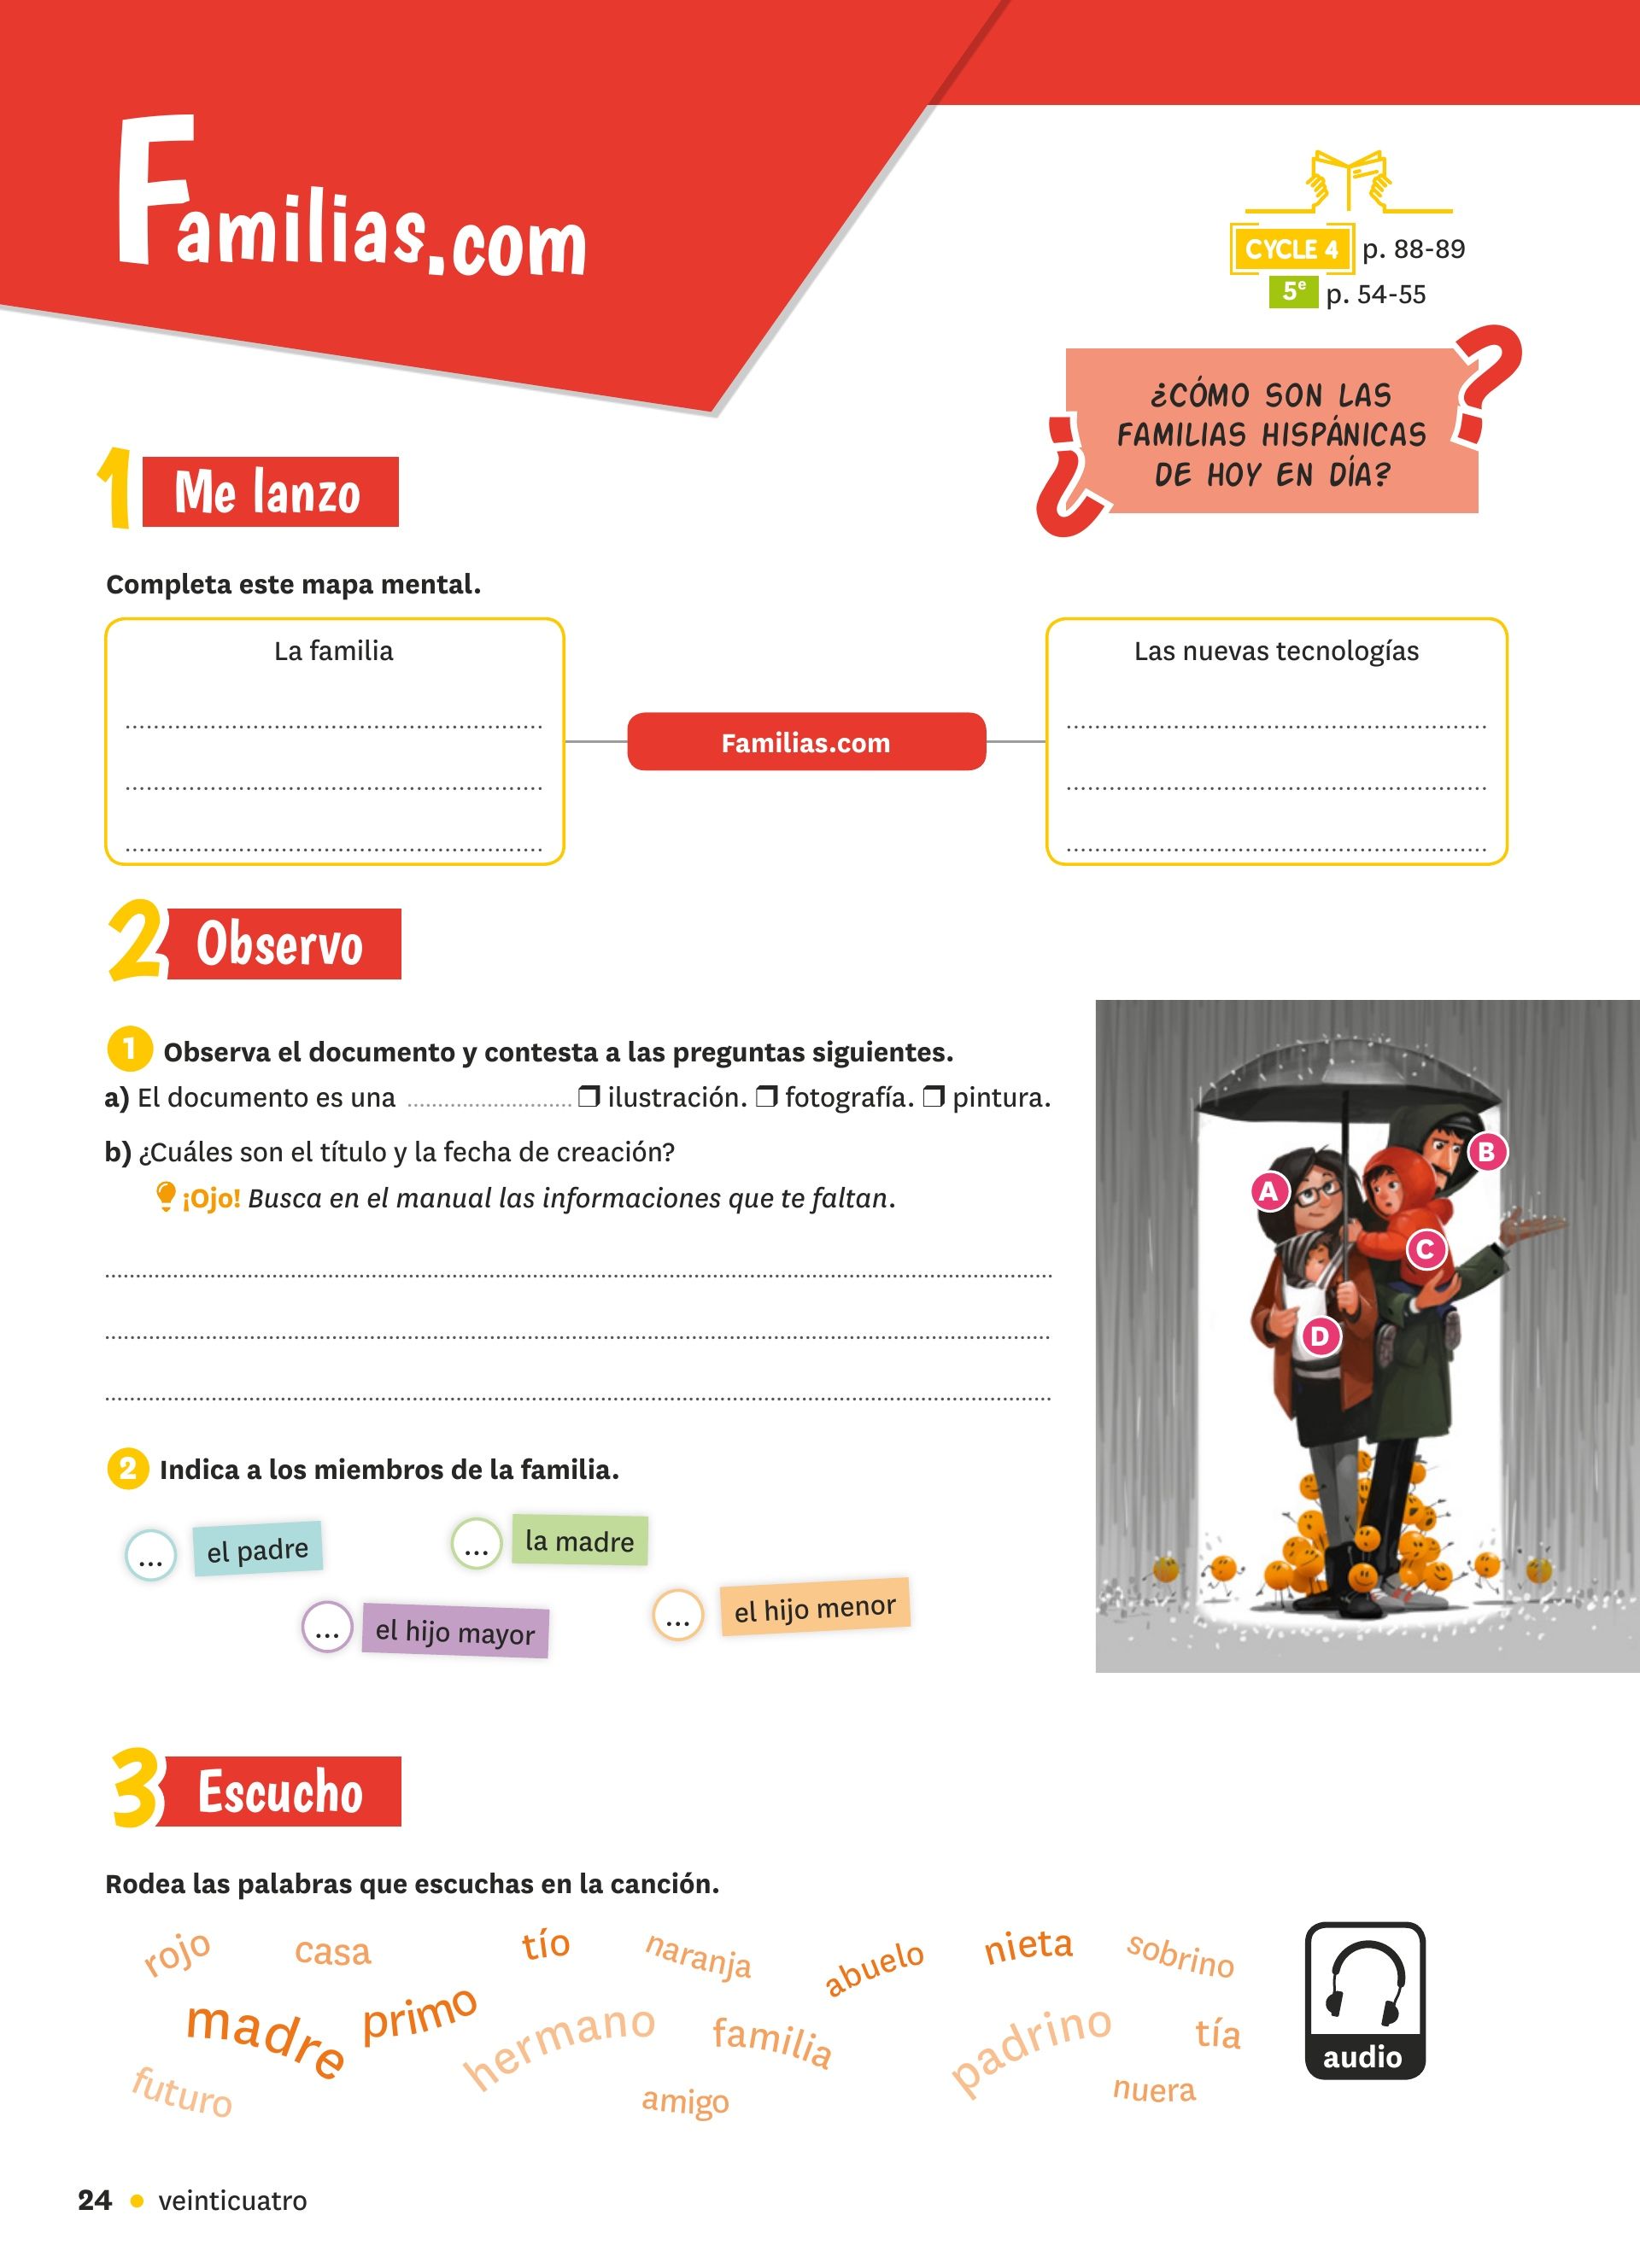 Familias.com
CYCLE 4 p. 88-89
5e p. 54-55
¿CÓMO SON LAS
FAMILIAS HISPÁNICAS
DE HOY EN DÍA?
1 Me lanzo
Completa este mapa mental.
La familia
Familias.com
Las nuevas tecnologías
2 Observo
1 Observa el documento y contesta a las preguntas siguientes.
a) El documento es una ........................ ❒ ilustración. ❒ fotografía. ❒ pintura.
b) ¿Cuáles son el título y la fecha de creación?
¡Ojo! Busca en el manual las informaciones que te faltan.
A
B
C
D
2 Indica a los miembros de la familia.
... el padre
... la madre
... el hijo mayor
... el hijo menor
3 Escucho
Rodea las palabras que escuchas en la canción.
rojo casa tío naranja abuelo nieta sobrino
madre primo hermano familia padrino tía
futuro amigo nuera
audio
24 • veinticuatro